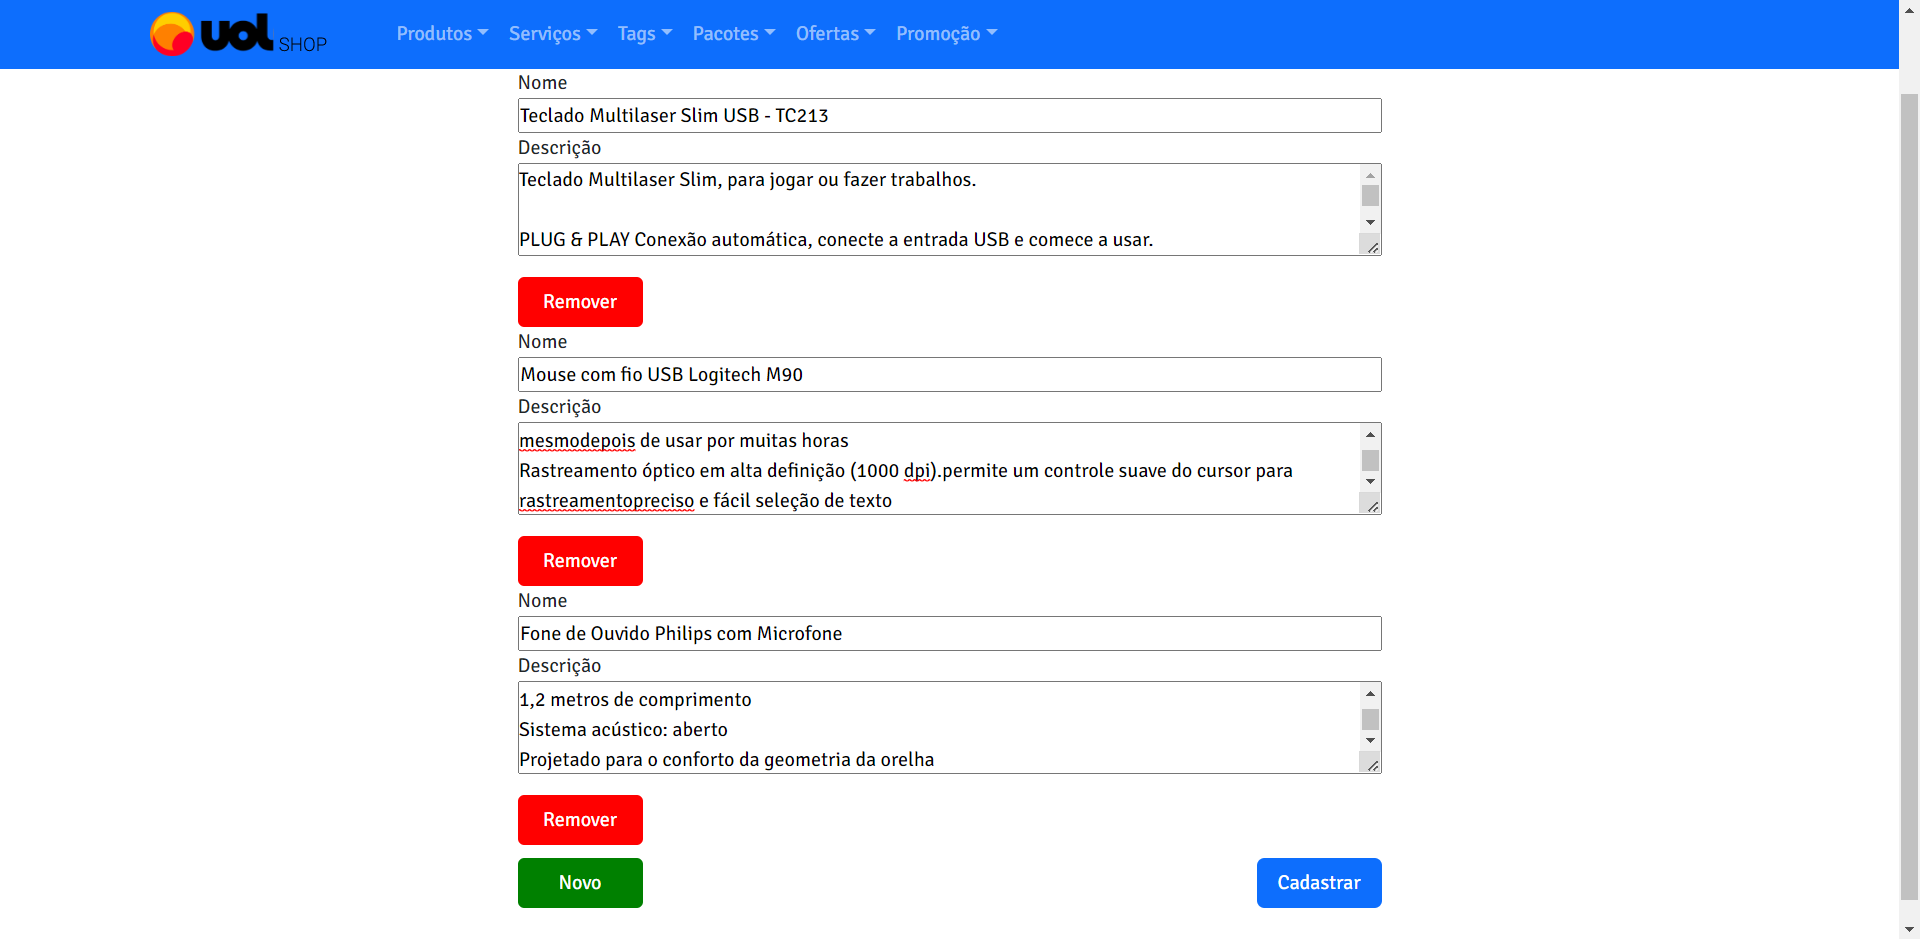 uol SHOP Produtos Serviços Tags Pacotes Ofertas Promoção
Nome
Teclado Multilaser Slim USB - TC213
Descrição
Teclado Multilaser Slim, para jogar ou fazer trabalhos.
PLUG & PLAY Conexão automática, conecte a entrada USB e comece a usar.
Remover
Nome
Mouse com fio USB Logitech M90
Descrição
mesmodepois de usar por muitas horas
Rastreamento óptico em alta definição (1000 dpi).permite um controle suave do cursor para
rastreamentopreciso e fácil seleção de texto
Remover
Nome
Fone de Ouvido Philips com Microfone
Descrição
1,2 metros de comprimento
Sistema acústico: aberto
Projetado para o conforto da geometria da orelha
Remover
Novo Cadastrar